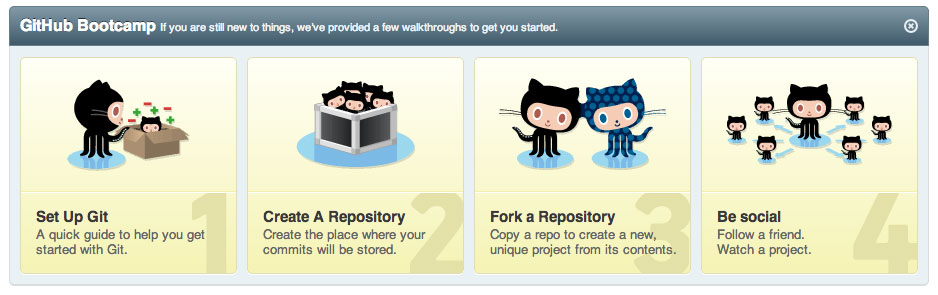 GitHub Bootcamp If you are still new to things, we've provided a few walkthroughs to get you started.
1
Set Up Git
A quick guide to help you get
started with Git.
2
Create A Repository
Create the place where your
commits will be stored.
3
Fork a Repository
Copy a repo to create a new,
unique project from its contents.
4
Be social
Follow a friend.
Watch a project.